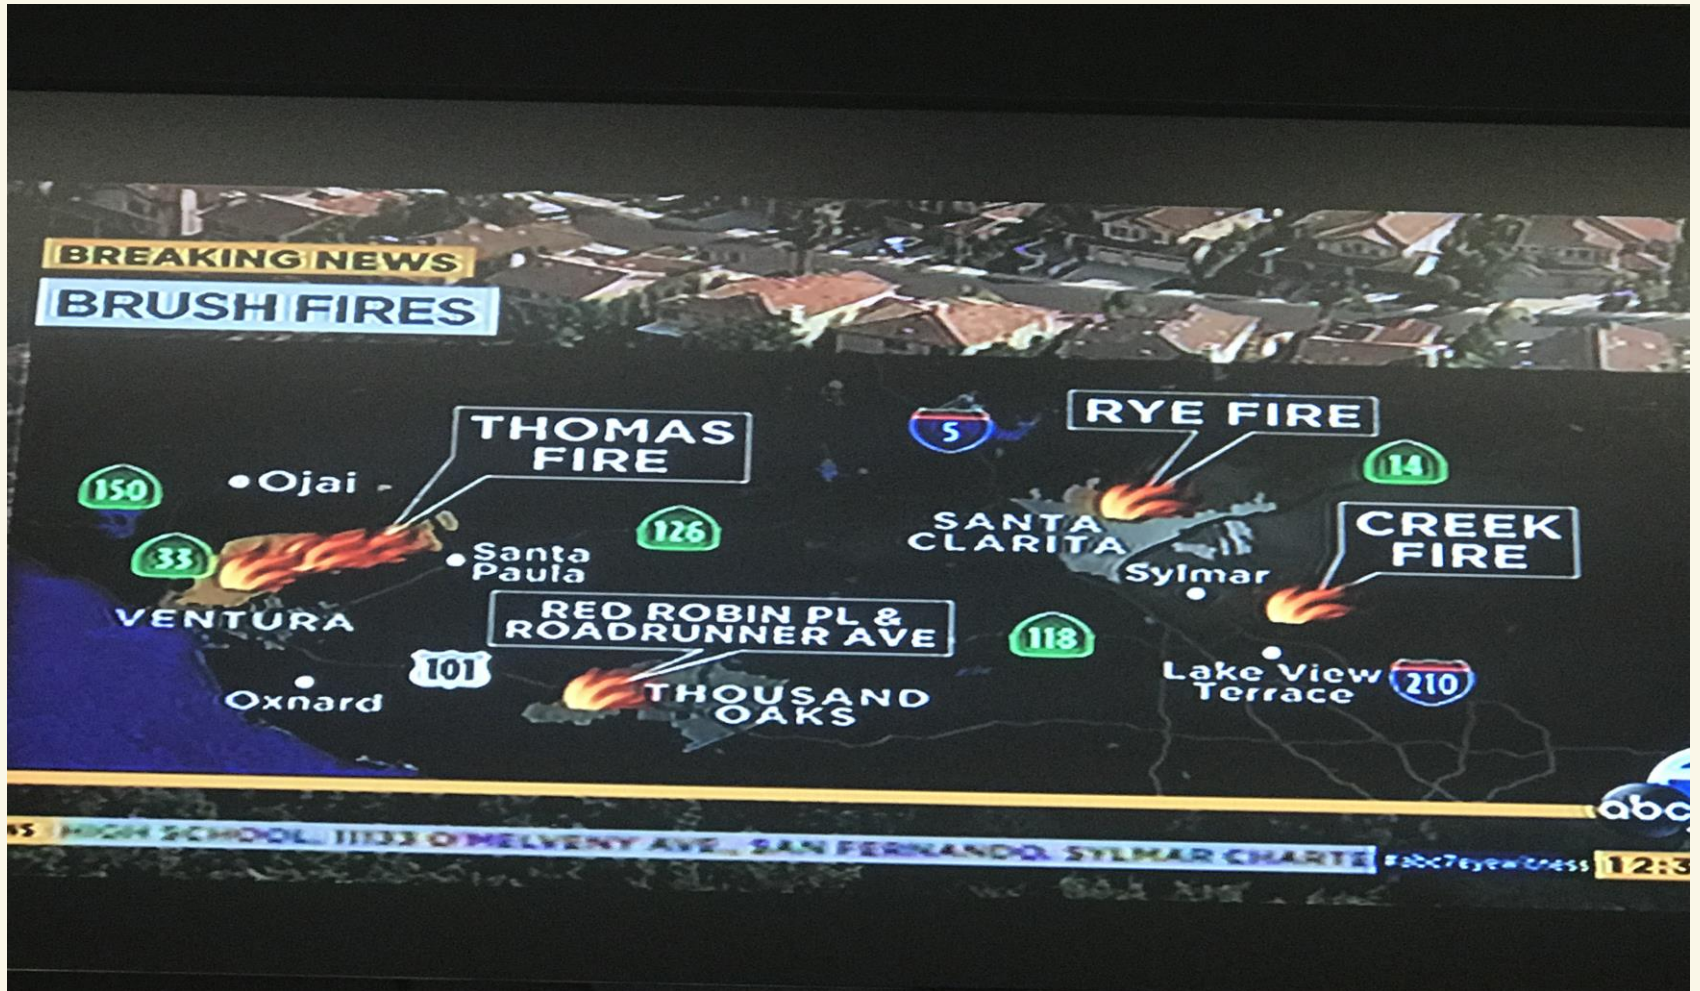 BREAKING NEWS
BRUSH FIRES
THOMAS
FIRE
RYE FIRE
5
14
150
Ojai
126
SANTA
CLARITA
CREEK
FIRE
33
Santa
Paula
Sylmar
VENTURA
RED ROBIN PL &
ROADRUNNER AVE
118
101
Lake View
Terrace
210
Oxnard
THOUSAND
OAKS
abc
HIGH SCHOOL, 11133 O'MELVENY AVE., SAN FERNANDO. SYLMAR CHARTE
#abc7eyewitness
12:3